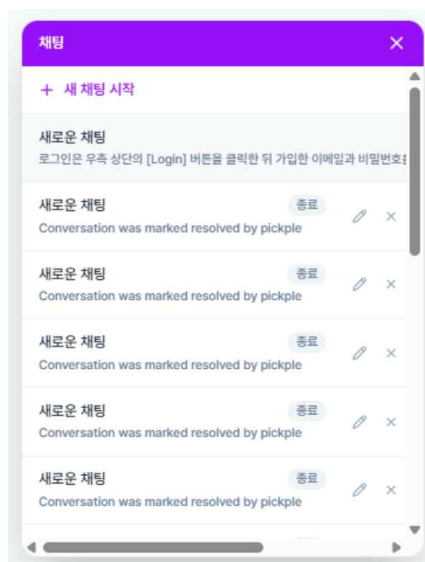 채팅
+ 새 채팅 시작
새로운 채팅
로그인은 우측 상단의 [Login] 버튼을 클릭한 뒤 가입한 이메일과 비밀번호
새로운 채팅 종료
Conversation was marked resolved by pickple
새로운 채팅 종료
Conversation was marked resolved by pickple
새로운 채팅 종료
Conversation was marked resolved by pickple
새로운 채팅 종료
Conversation was marked resolved by pickple
새로운 채팅 종료
Conversation was marked resolved by pickple